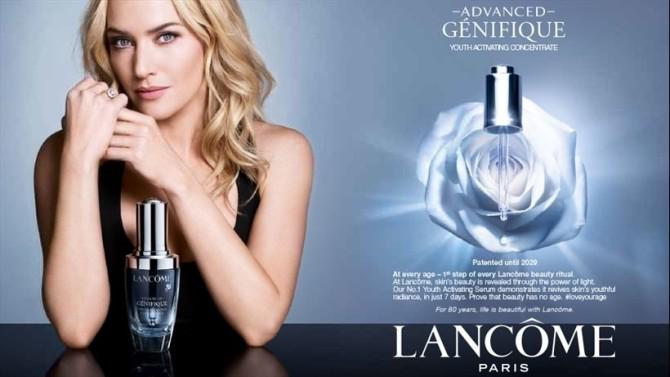 –ADVANCED–
GÉNIFIQUE
YOUTH ACTIVATING CONCENTRATE
LANCÔME
ADVANCED
GÉNIFIQUE
Patented until 2029
At every age – 1st step of every Lancôme beauty ritual
At Lancôme, skin's beauty is revealed through the power of light.
Our No.1 Youth Activating Serum demonstrates it revives skin's youthful
radiance, in just 7 days. Prove that beauty has no age. #loveyourage
For 80 years, life is beautiful with Lancôme.
LANCÔME
PARIS